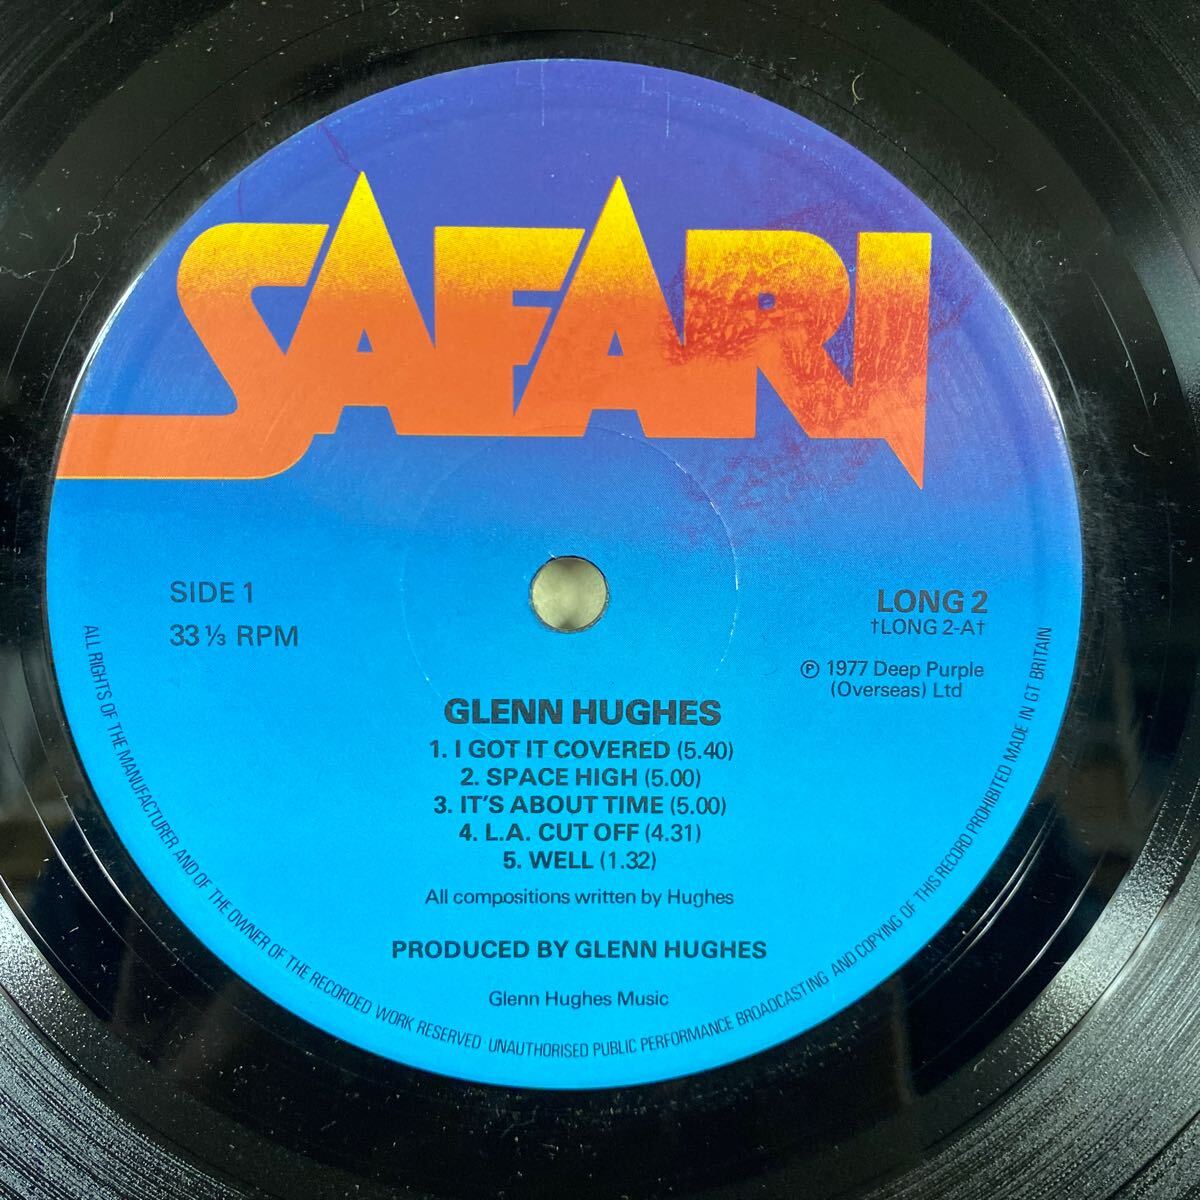 SAFARI
SIDE 1
33 ⅓ RPM
LONG 2
†LONG 2-A†
℗ 1977 Deep Purple
(Overseas) Ltd
GLENN HUGHES
1. I GOT IT COVERED (5.40)
2. SPACE HIGH (5.00)
3. IT'S ABOUT TIME (5.00)
4. L.A. CUT OFF (4.31)
5. WELL (1.32)
All compositions written by Hughes
PRODUCED BY GLENN HUGHES
Glenn Hughes Music
ALL RIGHTS OF THE MANUFACTURER AND OF THE OWNER OF THE RECORDED WORK RESERVED · UNAUTHORISED PUBLIC PERFORMANCE BROADCASTING AND COPYING OF THIS RECORD PROHIBITED MADE IN GT BRITAIN